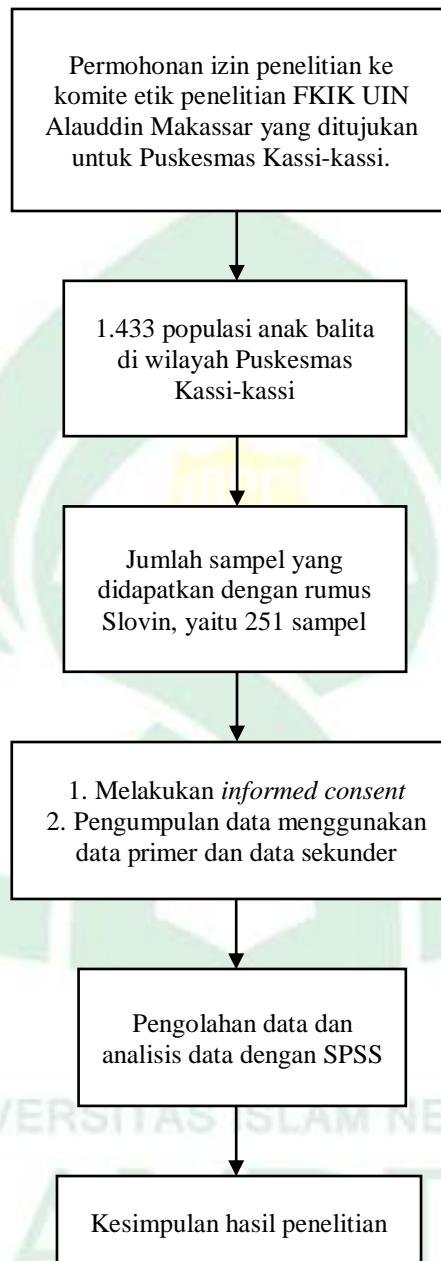 Permohonan izin penelitian ke
komite etik penelitian FKIK UIN
Alauddin Makassar yang ditujukan
untuk Puskesmas Kassi-kassi.
1.433 populasi anak balita
di wilayah Puskesmas
Kassi-kassi
Jumlah sampel yang
didapatkan dengan rumus
Slovin, yaitu 251 sampel
1. Melakukan informed consent
2. Pengumpulan data menggunakan
data primer dan data sekunder
Pengolahan data dan
analisis data dengan SPSS
VERSITAS ISLAM NE
Kesimpulan hasil penelitian